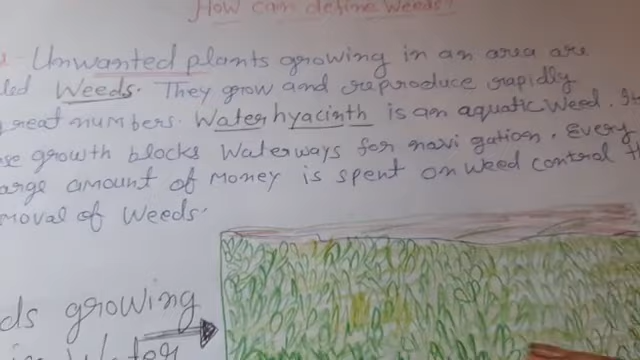 How can define Weeds?
Unwanted plants growing in an area are
led Weeds. They grow and reproduce rapidly
great numbers. Waterhyacinth is an aquatic weed. It
se growth blocks Waterways for navigation. Every
arge amount of money is spent on weed control
moval of Weeds.
ds growing
Water